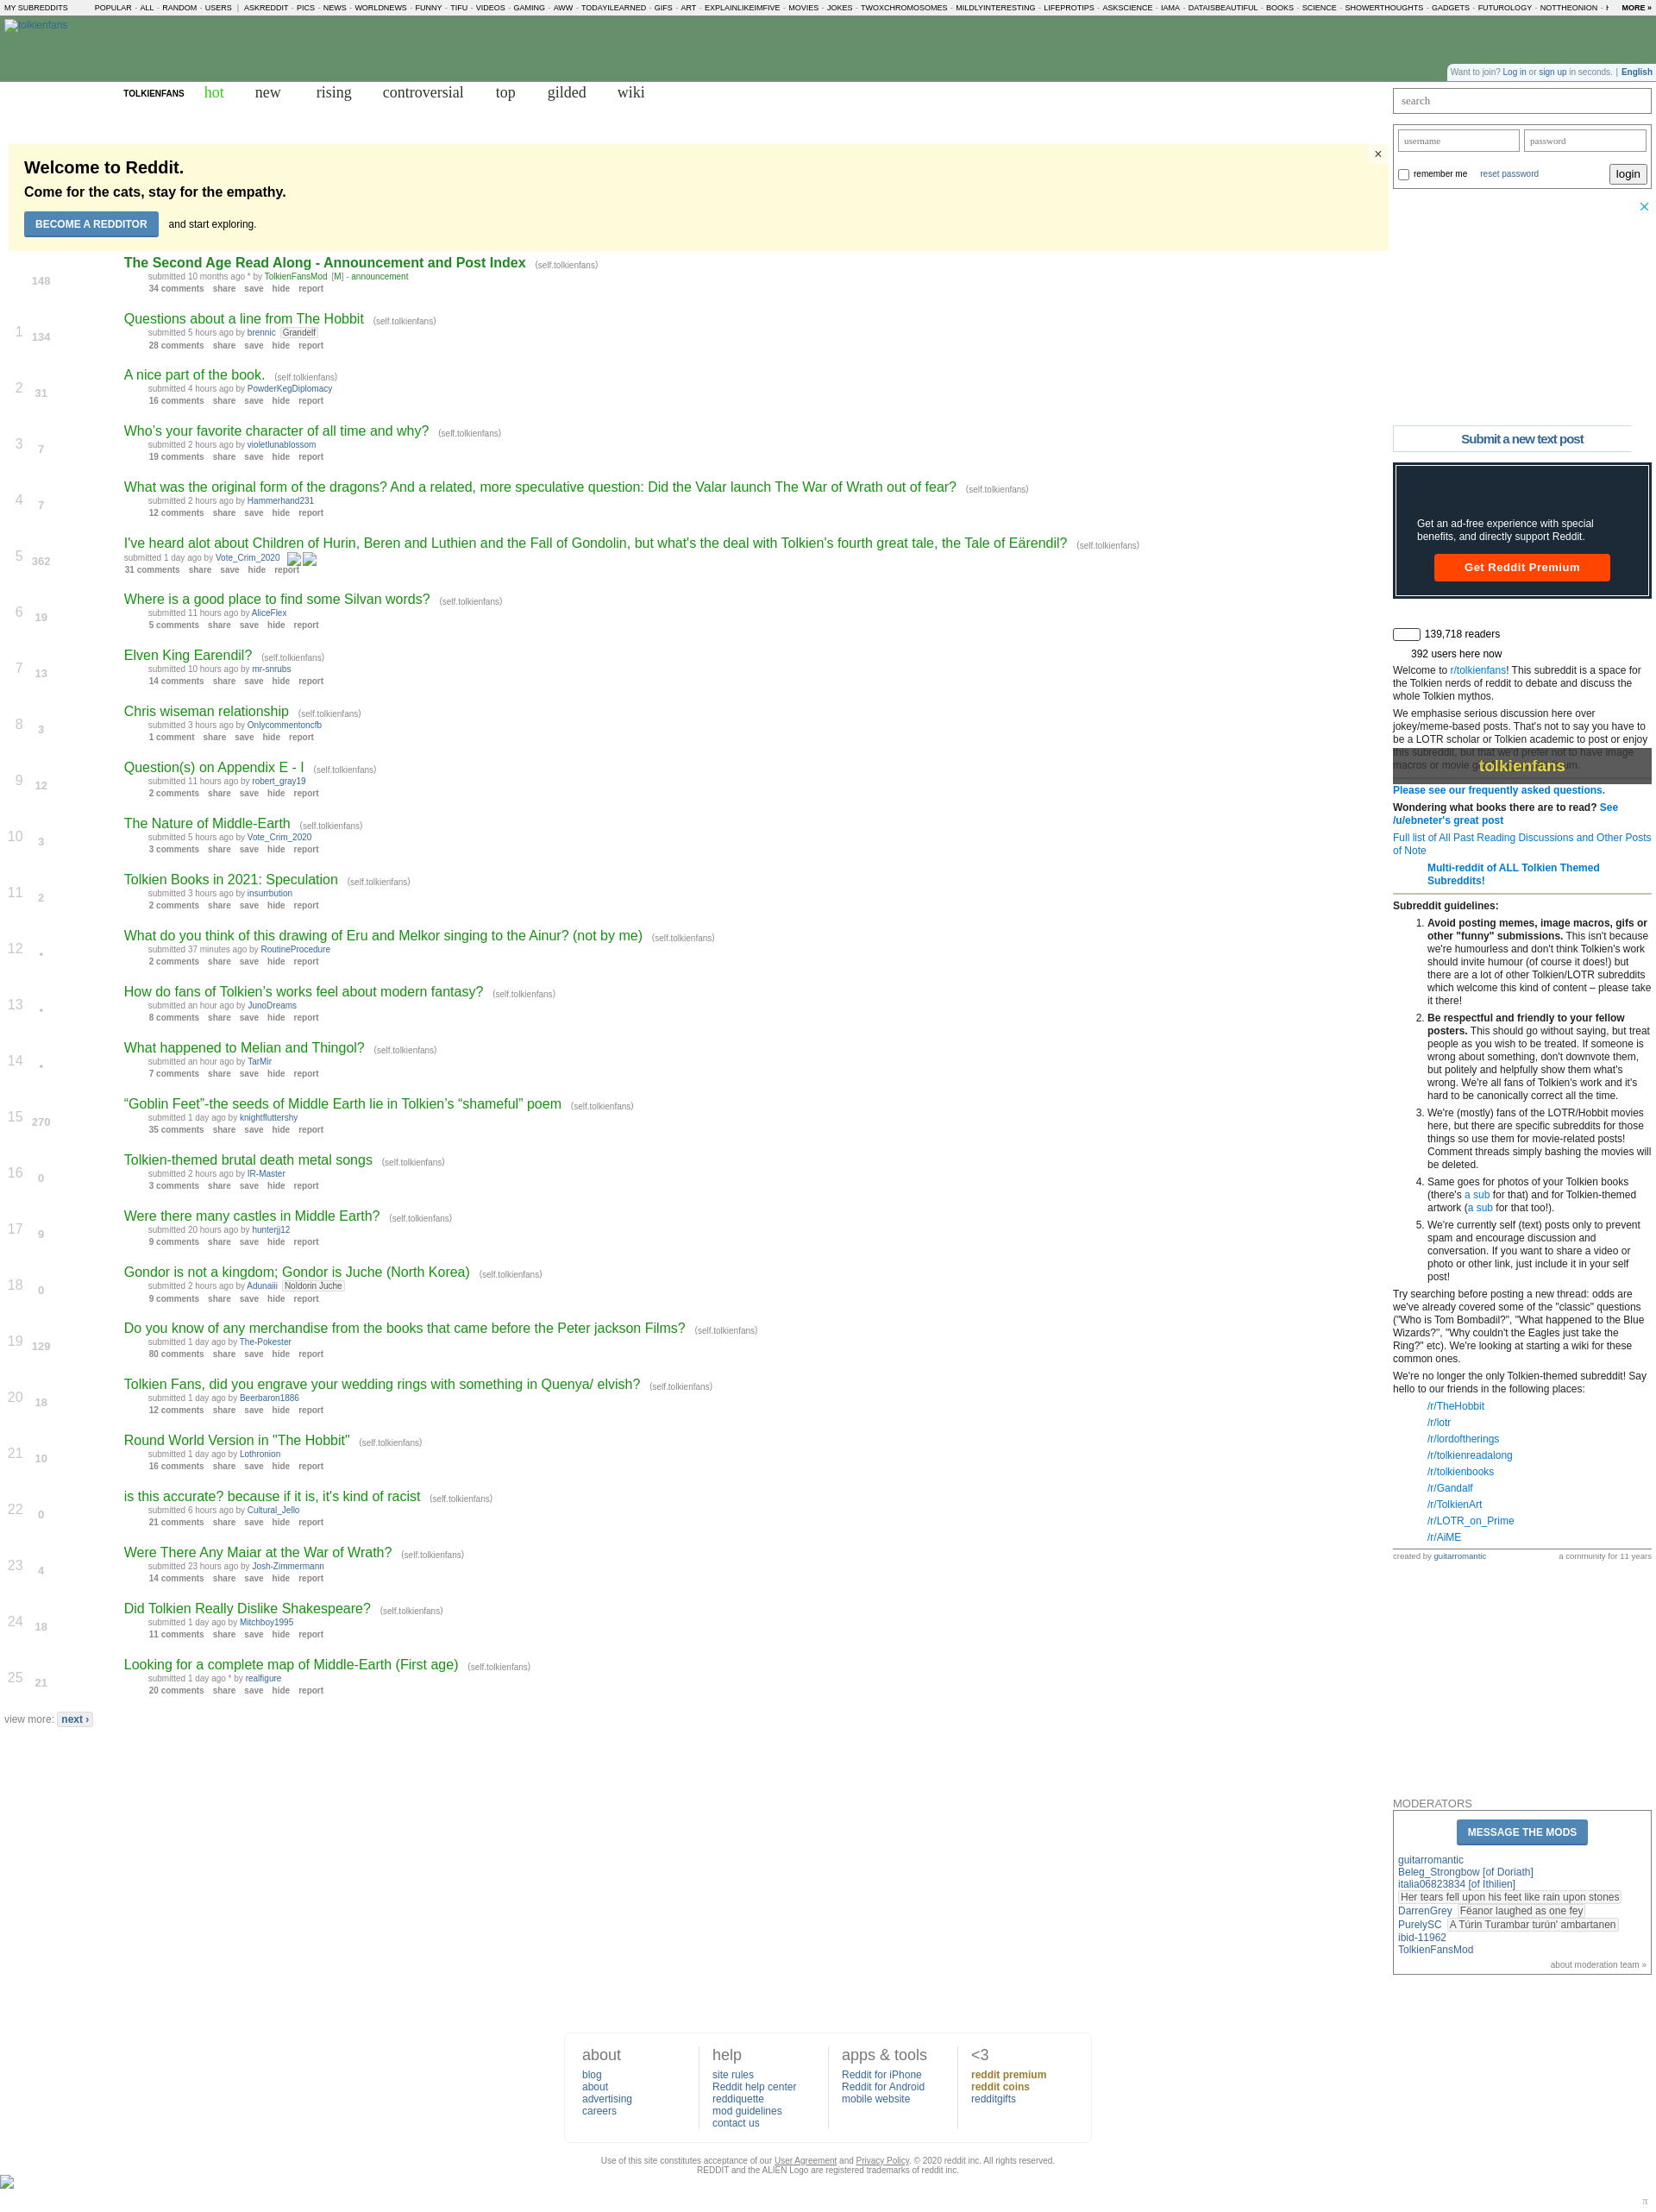 MY SUBREDDITS POPULAR - ALL - RANDOM - USERS | ASKREDDIT - PICS - NEWS - WORLDNEWS - FUNNY - TIFU - VIDEOS - GAMING - AWW - TODAYILEARNED - GIFS - ART - EXPLAINLIKEIMFIVE - MOVIES - JOKES - TWOXCHROMOSOMES - MILDLYINTERESTING - LIFEPROTIPS - ASKSCIENCE - IAMA - DATAISBEAUTIFUL - BOOKS - SCIENCE - SHOWERTHOUGHTS - GADGETS - FUTUROLOGY - NOTTHEONION - MORE »
tolkienfans
Want to join? Log in or sign up in seconds. | English
TOLKIENFANS hot new rising controversial top gilded wiki
Welcome to Reddit.
Come for the cats, stay for the empathy.
BECOME A REDDITOR and start exploring.
×
148
The Second Age Read Along - Announcement and Post Index (self.tolkienfans)
submitted 10 months ago * by TolkienFansMod [M] - announcement
34 comments share save hide report
1 134
Questions about a line from The Hobbit (self.tolkienfans)
submitted 5 hours ago by brennic Grandelf
28 comments share save hide report
2 31
A nice part of the book. (self.tolkienfans)
submitted 4 hours ago by PowderKegDiplomacy
16 comments share save hide report
3 7
Who's your favorite character of all time and why? (self.tolkienfans)
submitted 2 hours ago by violetlunablossom
19 comments share save hide report
4 7
What was the original form of the dragons? And a related, more speculative question: Did the Valar launch The War of Wrath out of fear? (self.tolkienfans)
submitted 2 hours ago by Hammerhand231
12 comments share save hide report
5 362
I've heard alot about Children of Hurin, Beren and Luthien and the Fall of Gondolin, but what's the deal with Tolkien's fourth great tale, the Tale of Eärendil? (self.tolkienfans)
submitted 1 day ago by Vote_Crim_2020
31 comments share save hide report
6 19
Where is a good place to find some Silvan words? (self.tolkienfans)
submitted 11 hours ago by AliceFlex
5 comments share save hide report
7 13
Elven King Earendil? (self.tolkienfans)
submitted 10 hours ago by mr-snrubs
14 comments share save hide report
8 3
Chris wiseman relationship (self.tolkienfans)
submitted 3 hours ago by Onlycommentoncfb
1 comment share save hide report
9 12
Question(s) on Appendix E - I (self.tolkienfans)
submitted 11 hours ago by robert_gray19
2 comments share save hide report
10 3
The Nature of Middle-Earth (self.tolkienfans)
submitted 5 hours ago by Vote_Crim_2020
3 comments share save hide report
11 2
Tolkien Books in 2021: Speculation (self.tolkienfans)
submitted 3 hours ago by insurrbution
2 comments share save hide report
12 •
What do you think of this drawing of Eru and Melkor singing to the Ainur? (not by me) (self.tolkienfans)
submitted 37 minutes ago by RoutineProcedure
2 comments share save hide report
13 •
How do fans of Tolkien's works feel about modern fantasy? (self.tolkienfans)
submitted an hour ago by JunoDreams
8 comments share save hide report
14 •
What happened to Melian and Thingol? (self.tolkienfans)
submitted an hour ago by TarMir
7 comments share save hide report
15 270
“Goblin Feet”-the seeds of Middle Earth lie in Tolkien's “shameful” poem (self.tolkienfans)
submitted 1 day ago by knightfluttershy
35 comments share save hide report
16 0
Tolkien-themed brutal death metal songs (self.tolkienfans)
submitted 2 hours ago by IR-Master
3 comments share save hide report
17 9
Were there many castles in Middle Earth? (self.tolkienfans)
submitted 20 hours ago by hunterjj12
9 comments share save hide report
18 0
Gondor is not a kingdom; Gondor is Juche (North Korea) (self.tolkienfans)
submitted 2 hours ago by Adunaiii Noldorin Juche
9 comments share save hide report
19 129
Do you know of any merchandise from the books that came before the Peter jackson Films? (self.tolkienfans)
submitted 1 day ago by The-Pokester
80 comments share save hide report
20 18
Tolkien Fans, did you engrave your wedding rings with something in Quenya/ elvish? (self.tolkienfans)
submitted 1 day ago by Beerbaron1886
12 comments share save hide report
21 10
Round World Version in "The Hobbit" (self.tolkienfans)
submitted 1 day ago by Lothronion
16 comments share save hide report
22 0
is this accurate? because if it is, it's kind of racist (self.tolkienfans)
submitted 6 hours ago by Cultural_Jello
21 comments share save hide report
23 4
Were There Any Maiar at the War of Wrath? (self.tolkienfans)
submitted 23 hours ago by Josh-Zimmermann
14 comments share save hide report
24 18
Did Tolkien Really Dislike Shakespeare? (self.tolkienfans)
submitted 1 day ago by Mitchboy1995
11 comments share save hide report
25 21
Looking for a complete map of Middle-Earth (First age) (self.tolkienfans)
submitted 1 day ago * by realfigure
20 comments share save hide report
view more: next ›
search
username password
remember me reset password login
×
Submit a new text post
Get an ad-free experience with special
benefits, and directly support Reddit.
Get Reddit Premium
139,718 readers
392 users here now
Welcome to r/tolkienfans! This subreddit is a space for
the Tolkien nerds of reddit to debate and discuss the
whole Tolkien mythos.
We emphasise serious discussion here over
jokey/meme-based posts. That's not to say you have to
be a LOTR scholar or Tolkien academic to post or enjoy
this subreddit, but that we'd prefer not to have image
macros or movie
tolkienfans
Please see our frequently asked questions.
Wondering what books there are to read? See
/u/ebneter's great post
Full list of All Past Reading Discussions and Other Posts
of Note
Multi-reddit of ALL Tolkien Themed
Subreddits!
Subreddit guidelines:
1. Avoid posting memes, image macros, gifs or
other "funny" submissions. This isn't because
we're humourless and don't think Tolkien's work
should invite humour (of course it does!) but
there are a lot of other Tolkien/LOTR subreddits
which welcome this kind of content – please take
it there!
2. Be respectful and friendly to your fellow
posters. This should go without saying, but treat
people as you wish to be treated. If someone is
wrong about something, don't downvote them,
but politely and helpfully show them what's
wrong. We're all fans of Tolkien's work and it's
hard to be canonically correct all the time.
3. We're (mostly) fans of the LOTR/Hobbit movies
here, but there are specific subreddits for those
things so use them for movie-related posts!
Comment threads simply bashing the movies will
be deleted.
4. Same goes for photos of your Tolkien books
(there's a sub for that) and for Tolkien-themed
artwork (a sub for that too!).
5. We're currently self (text) posts only to prevent
spam and encourage discussion and
conversation. If you want to share a video or
photo or other link, just include it in your self
post!
Try searching before posting a new thread: odds are
we've already covered some of the "classic" questions
("Who is Tom Bombadil?", "What happened to the Blue
Wizards?", "Why couldn't the Eagles just take the
Ring?" etc). We're looking at starting a wiki for these
common ones.
We're no longer the only Tolkien-themed subreddit! Say
hello to our friends in the following places:
/r/TheHobbit
/r/lotr
/r/lordoftherings
/r/tolkienreadalong
/r/tolkienbooks
/r/Gandalf
/r/TolkienArt
/r/LOTR_on_Prime
/r/AiME
created by guitarromantic a community for 11 years
MODERATORS
MESSAGE THE MODS
guitarromantic
Beleg_Strongbow [of Doriath]
italia06823834 [of Ithilien]
Her tears fell upon his feet like rain upon stones
DarrenGrey Fëanor laughed as one fey
PurelySC A Túrin Turambar turún' ambartanen
ibid-11962
TolkienFansMod
about moderation team »
about
blog
about
advertising
careers
help
site rules
Reddit help center
reddiquette
mod guidelines
contact us
apps & tools
Reddit for iPhone
Reddit for Android
mobile website
<3
reddit premium
reddit coins
redditgifts
Use of this site constitutes acceptance of our User Agreement and Privacy Policy. © 2020 reddit inc. All rights reserved.
REDDIT and the ALIEN Logo are registered trademarks of reddit inc.
π